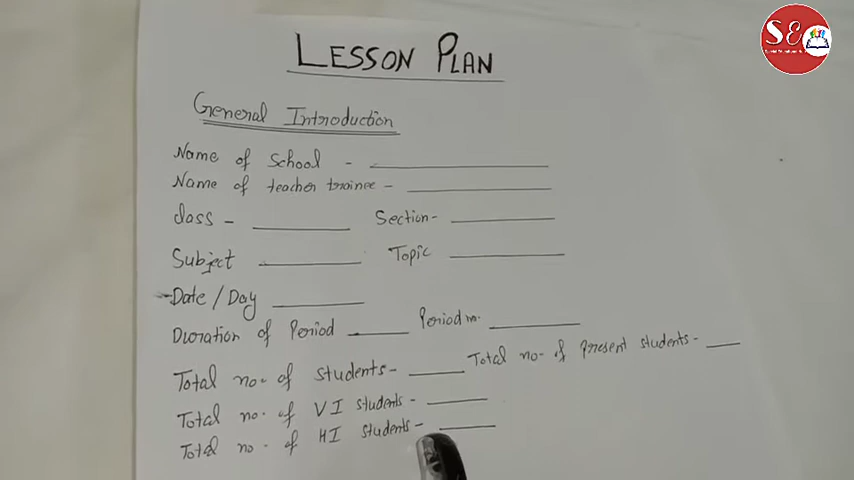 LESSON PLAN
SE
General Introduction
Name of School -
Name of teacher trainee -
Class - Section-
Subject Topic
Date/Day
Duration of Period Period no.
Total no. of students- Total no. of Present students-
Total no. of VI students-
Total no. of HI students-